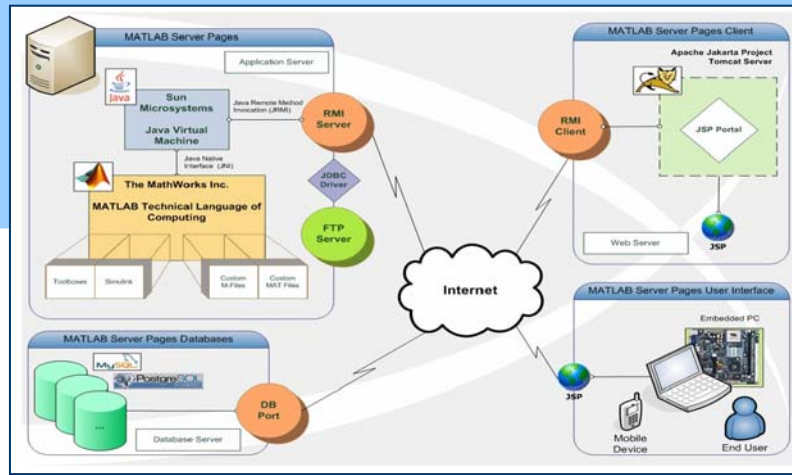 MATLAB Server Pages
Application Server
Java
Sun
Microsystems
Java Virtual
Machine
Java Remote Method
Invocation (JRMI)
RMI
Server
Java Native
Interface (JNI)
JDBC
Driver
The MathWorks Inc.
MATLAB Technical Language of
Computing
FTP
Server
Toolboxes
Simulink
Custom
M-Files
Custom
MAT Files
MATLAB Server Pages Client
Apache Jakarta Project
Tomcat Server
RMI
Client
JSP Portal
JSP
Web Server
Internet
MATLAB Server Pages Databases
MySQL
PostgreSQL
...
DB
Port
Database Server
MATLAB Server Pages User Interface
Embedded PC
JSP
Mobile
Device
End User